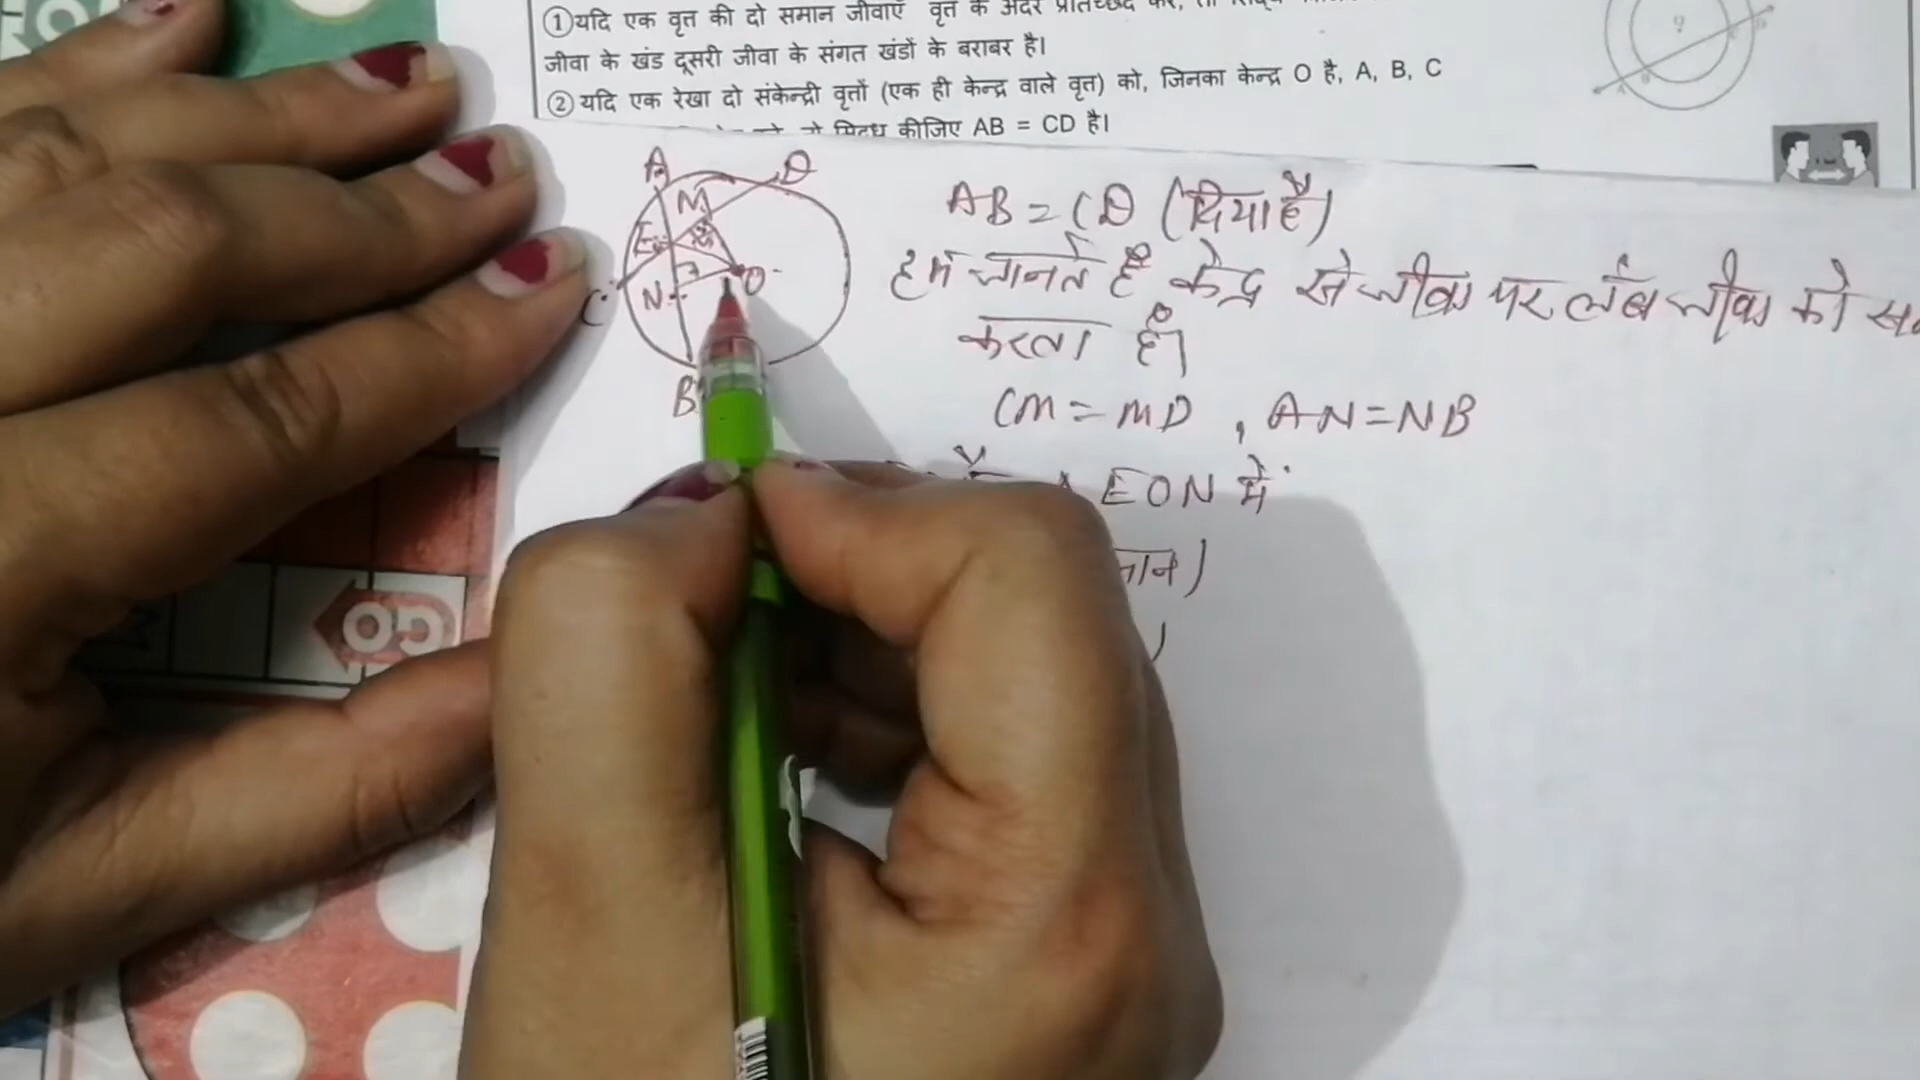 ①यदि एक वृत्त की दो समान जीवाएँ वृत्त के अंदर प्रतिच्छेद करें, तो
जीवा के खंड दूसरी जीवा के संगत खंडों के बराबर है।
②यदि एक रेखा दो संकेन्द्री वृत्तों (एक ही केन्द्र वाले वृत्त) को, जिनका केन्द्र O है, A, B, C
कीजिए AB = CD है।
A D
M
E
O
C N
B
AB = CD (दिया है)
हम जानते है केंद्र से जीवा पर लंब जीवा को
करता है।
CM = MD , AN = NB
EON में
GO